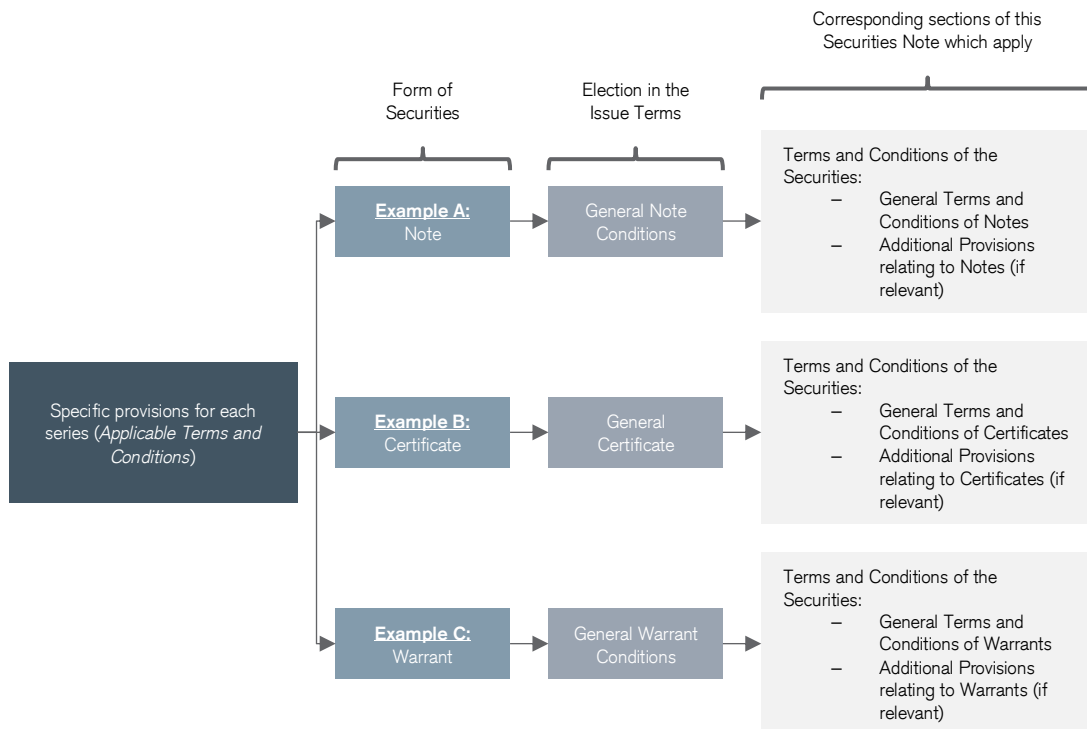 Corresponding sections of this
Securities Note which apply
Form of
Securities
Election in the
Issue Terms
Terms and Conditions of the
Securities:
– General Terms and
Conditions of Notes
– Additional Provisions
relating to Notes (if
relevant)
Example A:
Note
General Note
Conditions
Specific provisions for each
series (Applicable Terms and
Conditions)
Example B:
Certificate
General
Certificate
Terms and Conditions of the
Securities:
– General Terms and
Conditions of Certificates
– Additional Provisions
relating to Certificates (if
relevant)
Example C:
Warrant
General Warrant
Conditions
Terms and Conditions of the
Securities:
– General Terms and
Conditions of Warrants
– Additional Provisions
relating to Warrants (if
relevant)